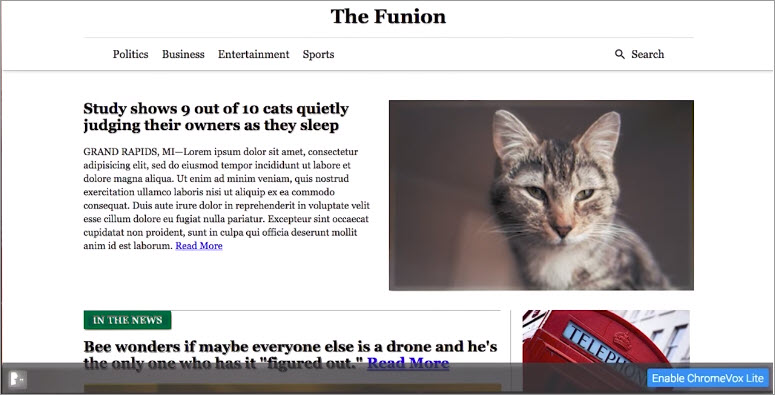 The Funion
Politics Business Entertainment Sports Search
Study shows 9 out of 10 cats quietly
judging their owners as they sleep
GRAND RAPIDS, MI—Lorem ipsum dolor sit amet, consectetur
adipisicing elit, sed do eiusmod tempor incididunt ut labore et
dolore magna aliqua. Ut enim ad minim veniam, quis nostrud
exercitation ullamco laboris nisi ut aliquip ex ea commodo
consequat. Duis aute irure dolor in reprehenderit in voluptate velit
esse cillum dolore eu fugiat nulla pariatur. Excepteur sint occaecat
cupidatat non proident, sunt in culpa qui officia deserunt mollit
anim id est laborum. Read More
IN THE NEWS
Bee wonders if maybe everyone else is a drone and he's
the only one who has it "figured out." Read More
TELEPHON
Enable ChromeVox Lite